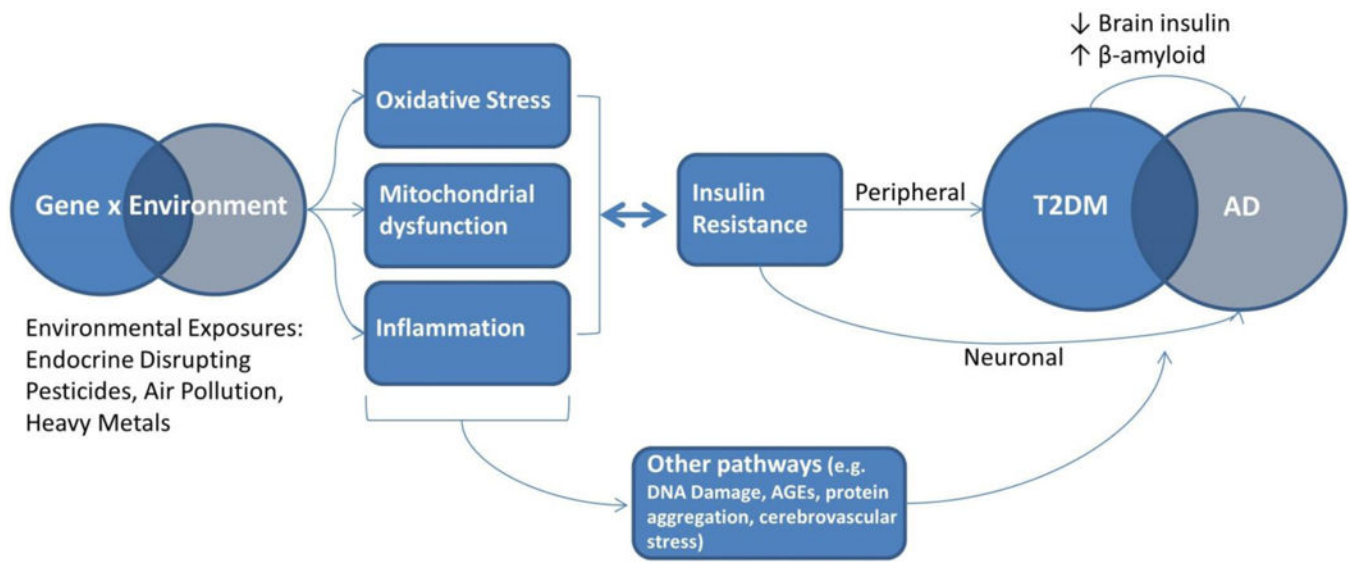 Gene x Environment
Environmental Exposures:
Endocrine Disrupting
Pesticides, Air Pollution,
Heavy Metals
Oxidative Stress
Mitochondrial
dysfunction
Inflammation
Insulin
Resistance
Peripheral
Neuronal
↓ Brain insulin
↑ β-amyloid
T2DM
AD
Other pathways (e.g.
DNA Damage, AGEs, protein
aggregation, cerebrovascular
stress)